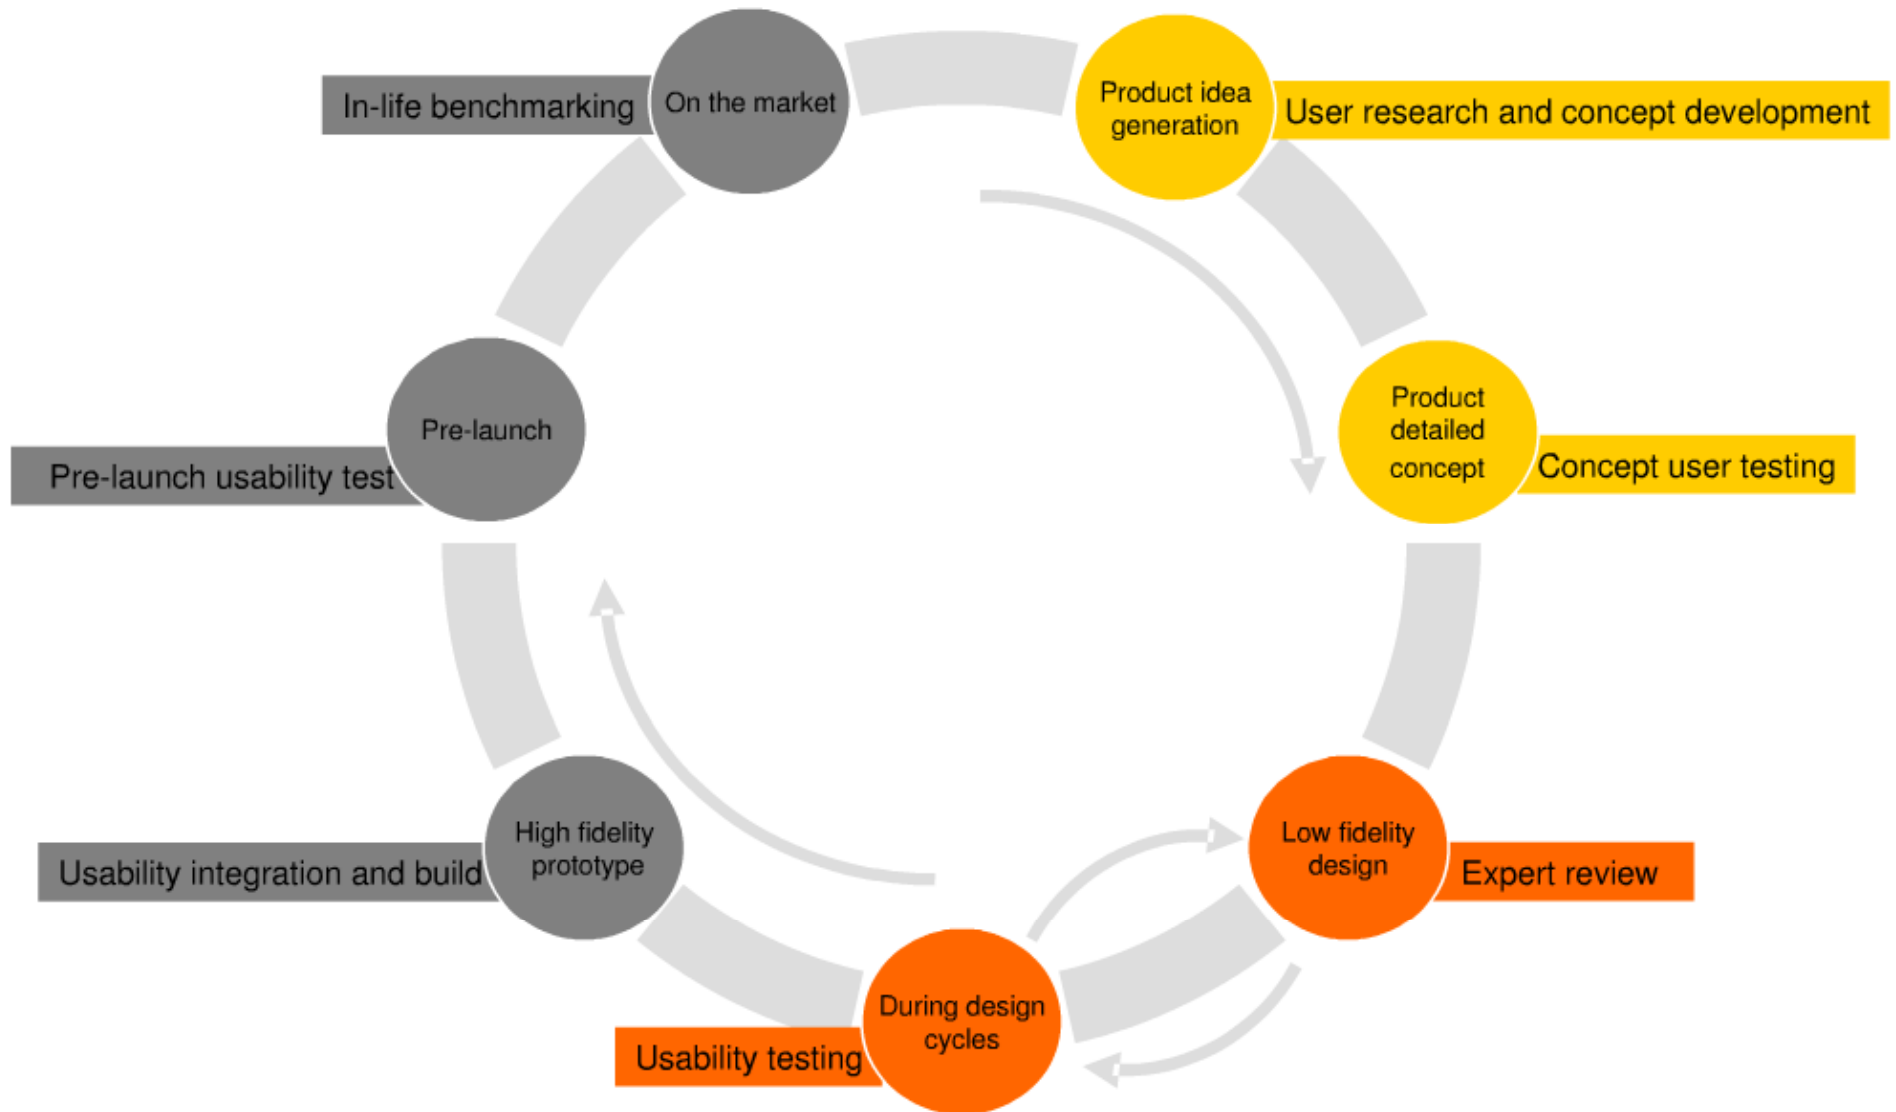 In-life benchmarking
On the market
Product idea
generation
User research and concept development
Product
detailed
concept
Concept user testing
Pre-launch
Pre-launch usability test
High fidelity
prototype
Usability integration and build
Low fidelity
design
Expert review
During design
cycles
Usability testing